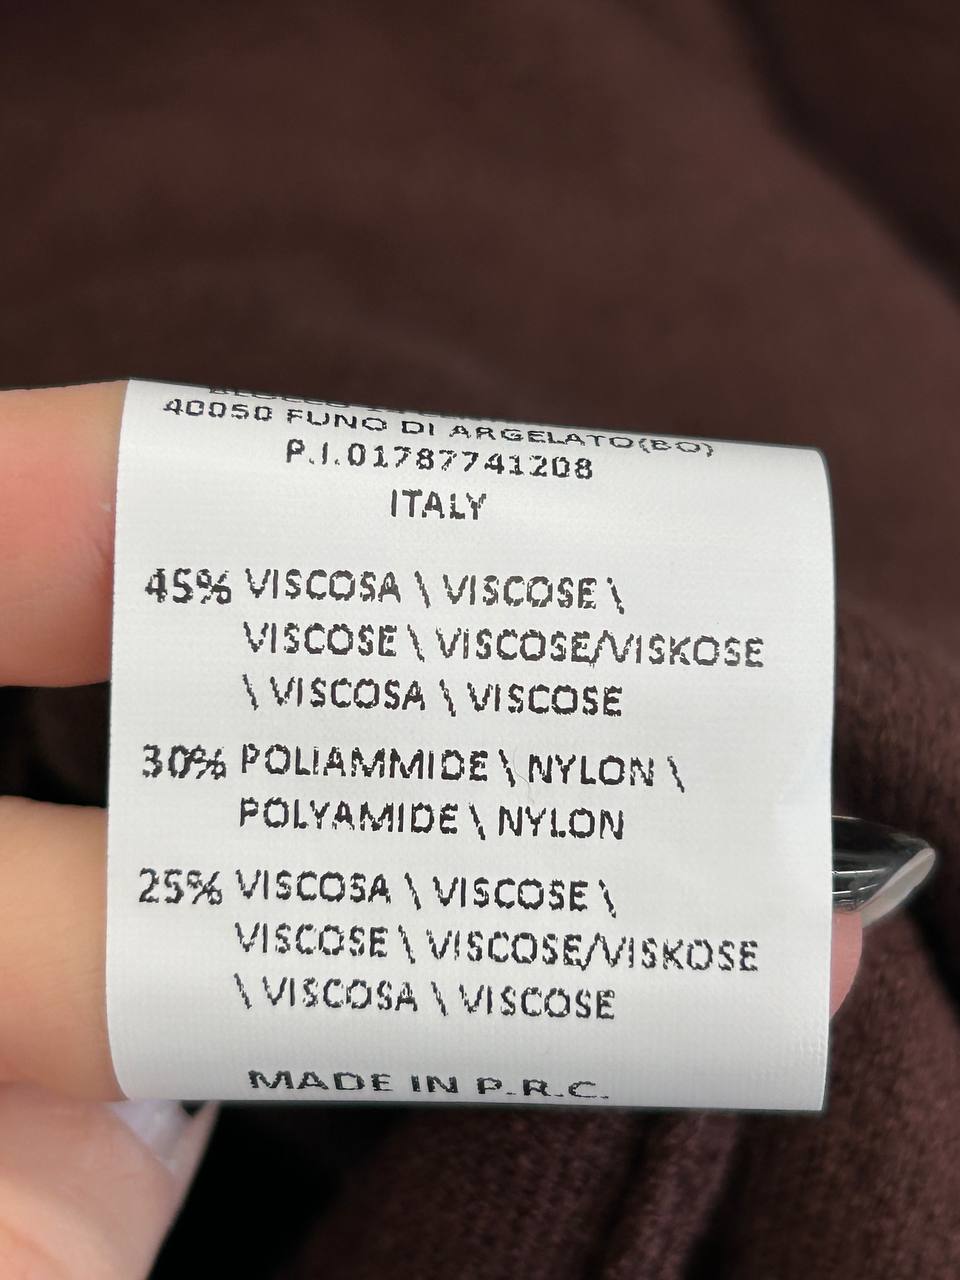 40050 FUNO DI ARGELATO(BO)
P.I.01787741208
ITALY
45% VISCOSA \ VISCOSE \
VISCOSE \ VISCOSE/VISKOSE
\ VISCOSA \ VISCOSE
30% POLIAMMIDE \ NYLON \
POLYAMIDE \ NYLON
25% VISCOSA \ VISCOSE \
VISCOSE \ VISCOSE/VISKOSE
\ VISCOSA \ VISCOSE
MADE IN P.R.C.